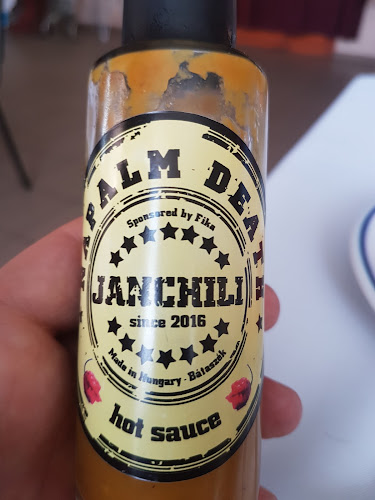 NAPALM DEATH
Sponsored by Fika
JANCHILI
since 2016
Made in Hungary - Bátaszék
hot sauce